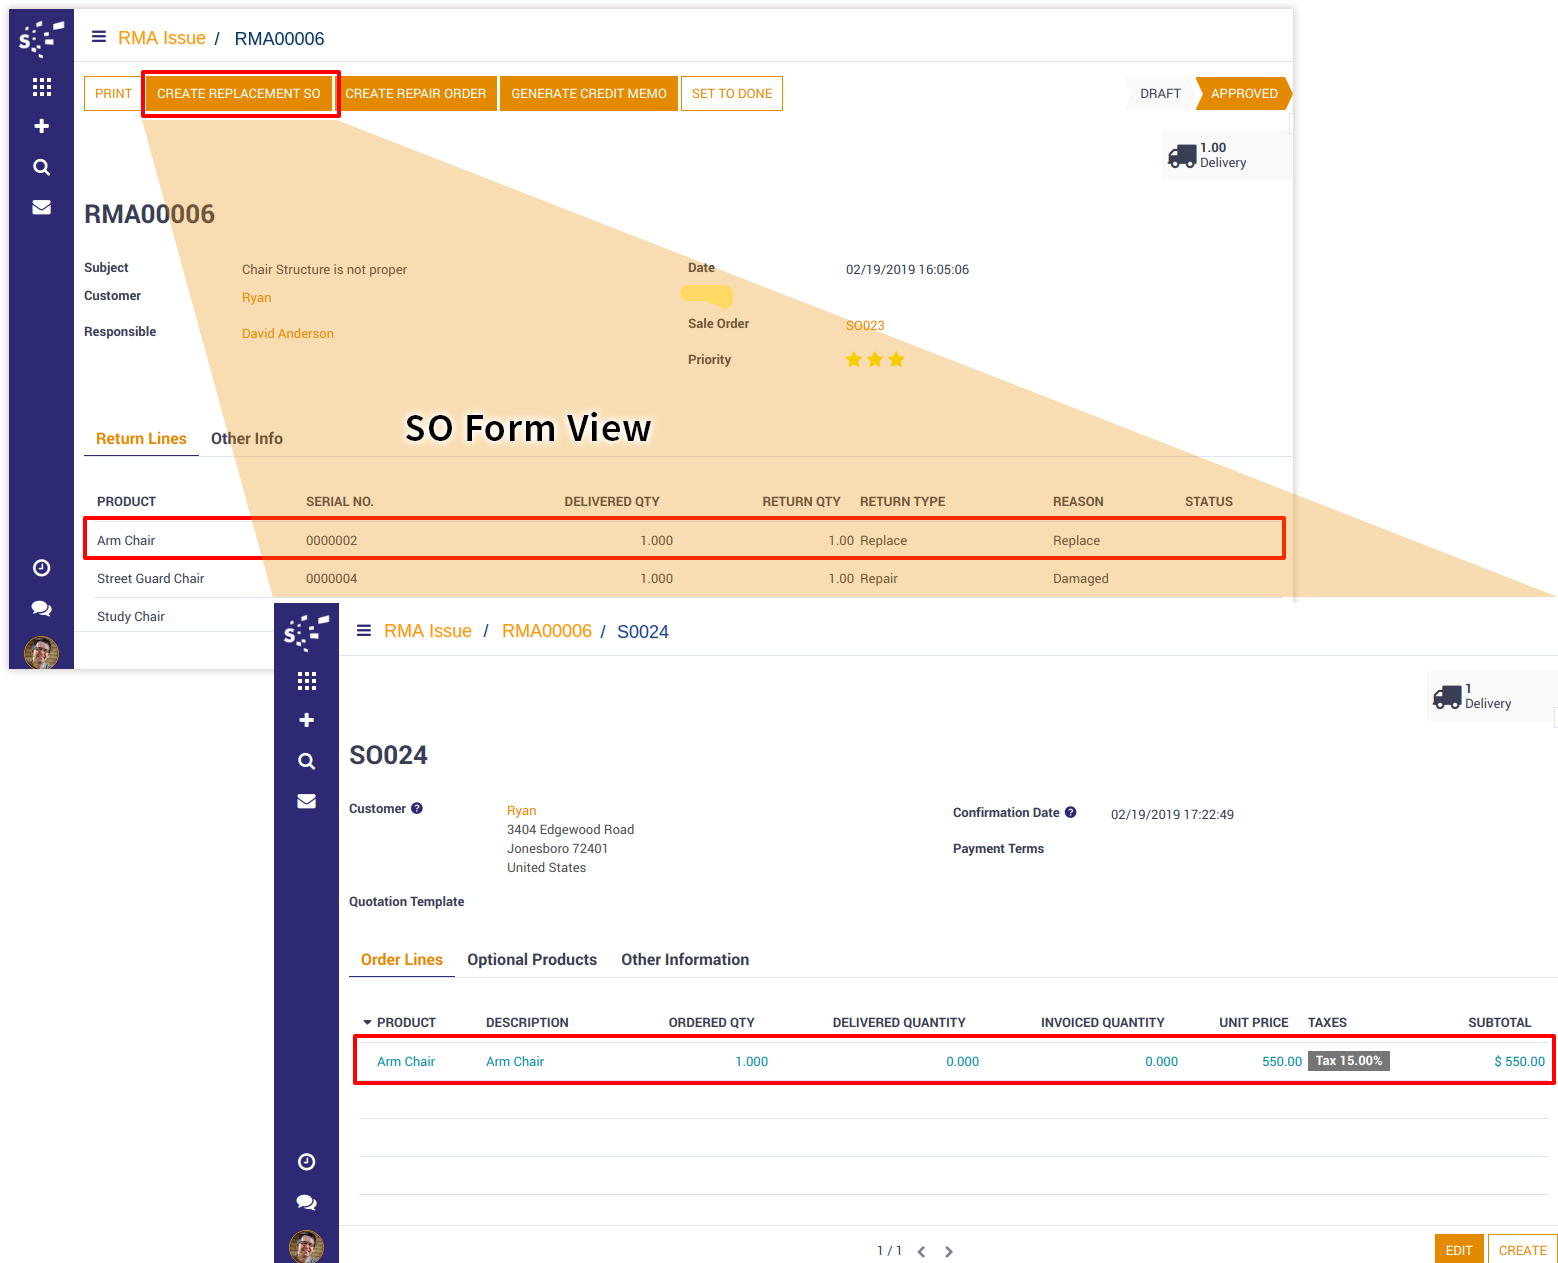 S
RMA Issue / RMA00006
PRINT CREATE REPLACEMENT SO CREATE REPAIR ORDER GENERATE CREDIT MEMO SET TO DONE DRAFT APPROVED
1.00
Delivery
RMA00006
Subject Chair Structure is not proper Date 02/19/2019 16:05:06
Customer Ryan
Sale Order SO023
Responsible David Anderson
Priority
SO Form View
Return Lines Other Info
PRODUCT SERIAL NO. DELIVERED QTY RETURN QTY RETURN TYPE REASON STATUS
Arm Chair 0000002 1.000 1.00 Replace Replace
Street Guard Chair 0000004 1.000 1.00 Repair Damaged
Study Chair
S
RMA Issue / RMA00006 / S0024
1
Delivery
SO024
Customer Ryan Confirmation Date 02/19/2019 17:22:49
3404 Edgewood Road
Jonesboro 72401 Payment Terms
United States
Quotation Template
Order Lines Optional Products Other Information
PRODUCT DESCRIPTION ORDERED QTY DELIVERED QUANTITY INVOICED QUANTITY UNIT PRICE TAXES SUBTOTAL
Arm Chair Arm Chair 1.000 0.000 0.000 550.00 Tax 15.00% $ 550.00
1 / 1 EDIT CREATE